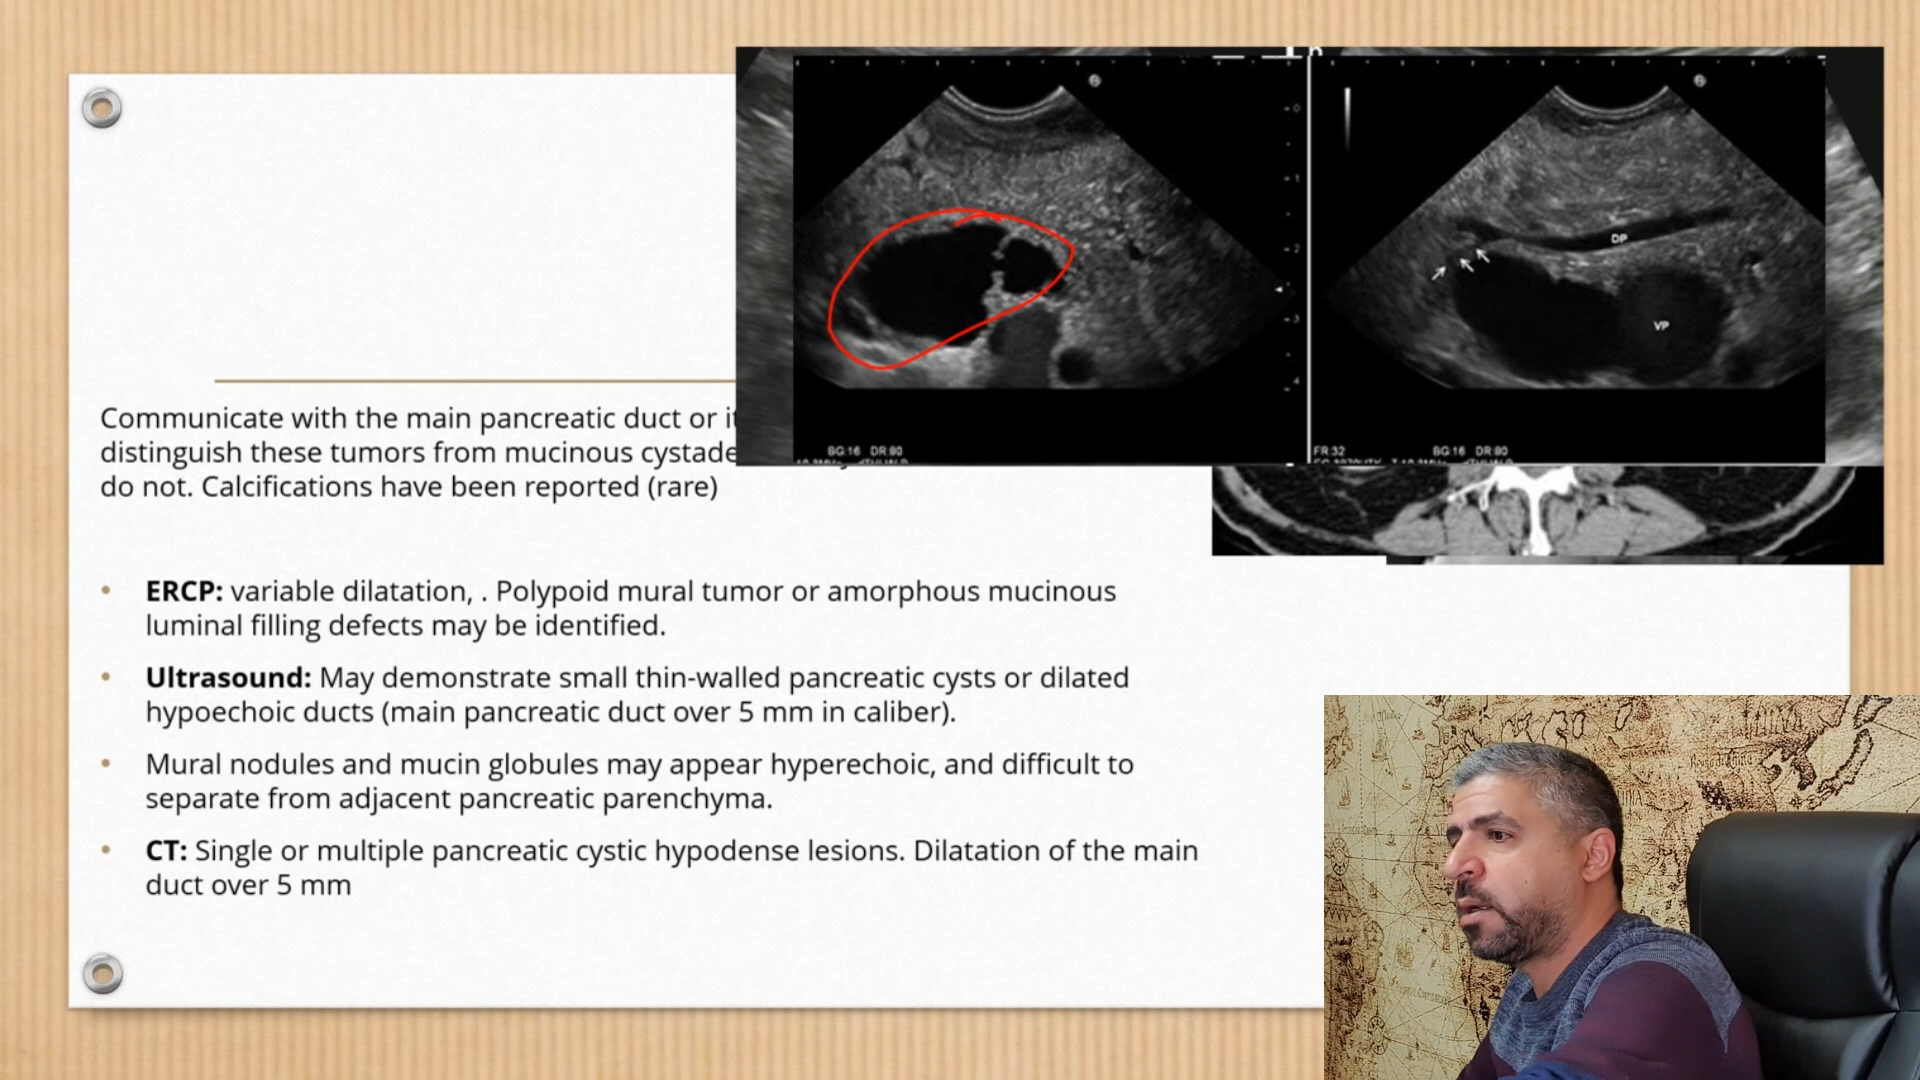 DP
VP
BG:16 DR:80
FR:32
BG:16 DR:80
Communicate with the main pancreatic duct or
distinguish these tumors from mucinous
do not. Calcifications have been reported (rare)
• ERCP: variable dilatation, . Polypoid mural tumor or amorphous mucinous
luminal filling defects may be identified.
• Ultrasound: May demonstrate small thin-walled pancreatic cysts or dilated
hypoechoic ducts (main pancreatic duct over 5 mm in caliber).
• Mural nodules and mucin globules may appear hyperechoic, and difficult to
separate from adjacent pancreatic parenchyma.
• CT: Single or multiple pancreatic cystic hypodense lesions. Dilatation of the main
duct over 5 mm